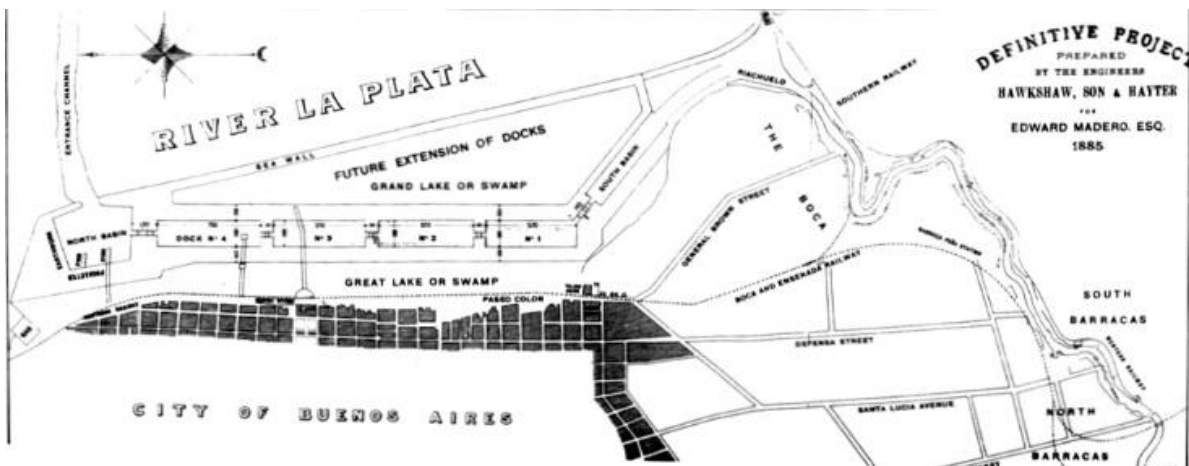 DEFINITIVE PROJECT
PREPARED
BY THE ENGINEERS
HAWKSHAW, SON & HAYTER
FOR
EDWARD MADERO, ESQ.
1885
ENTRANCE CHANNEL
RIVER LA PLATA
SEA WALL
FUTURE EXTENSION OF DOCKS
GRAND LAKE OR SWAMP
SOUTH BASIN
RIACHUELO
SOUTHERN RAILWAY
THE
BOCA
GENERAL BROWN STREET
NORTH BASIN
DOCK Nº 4
Nº 3
Nº 2
Nº 1
GREAT LAKE OR SWAMP
PASEO COLON
BOCA AND ENSENADA RAILWAY
DEFENSA STREET
SANTA LUCIA AVENUE
SOUTH
BARRACAS
NORTH
BARRACAS
CITY OF BUENOS AIRES